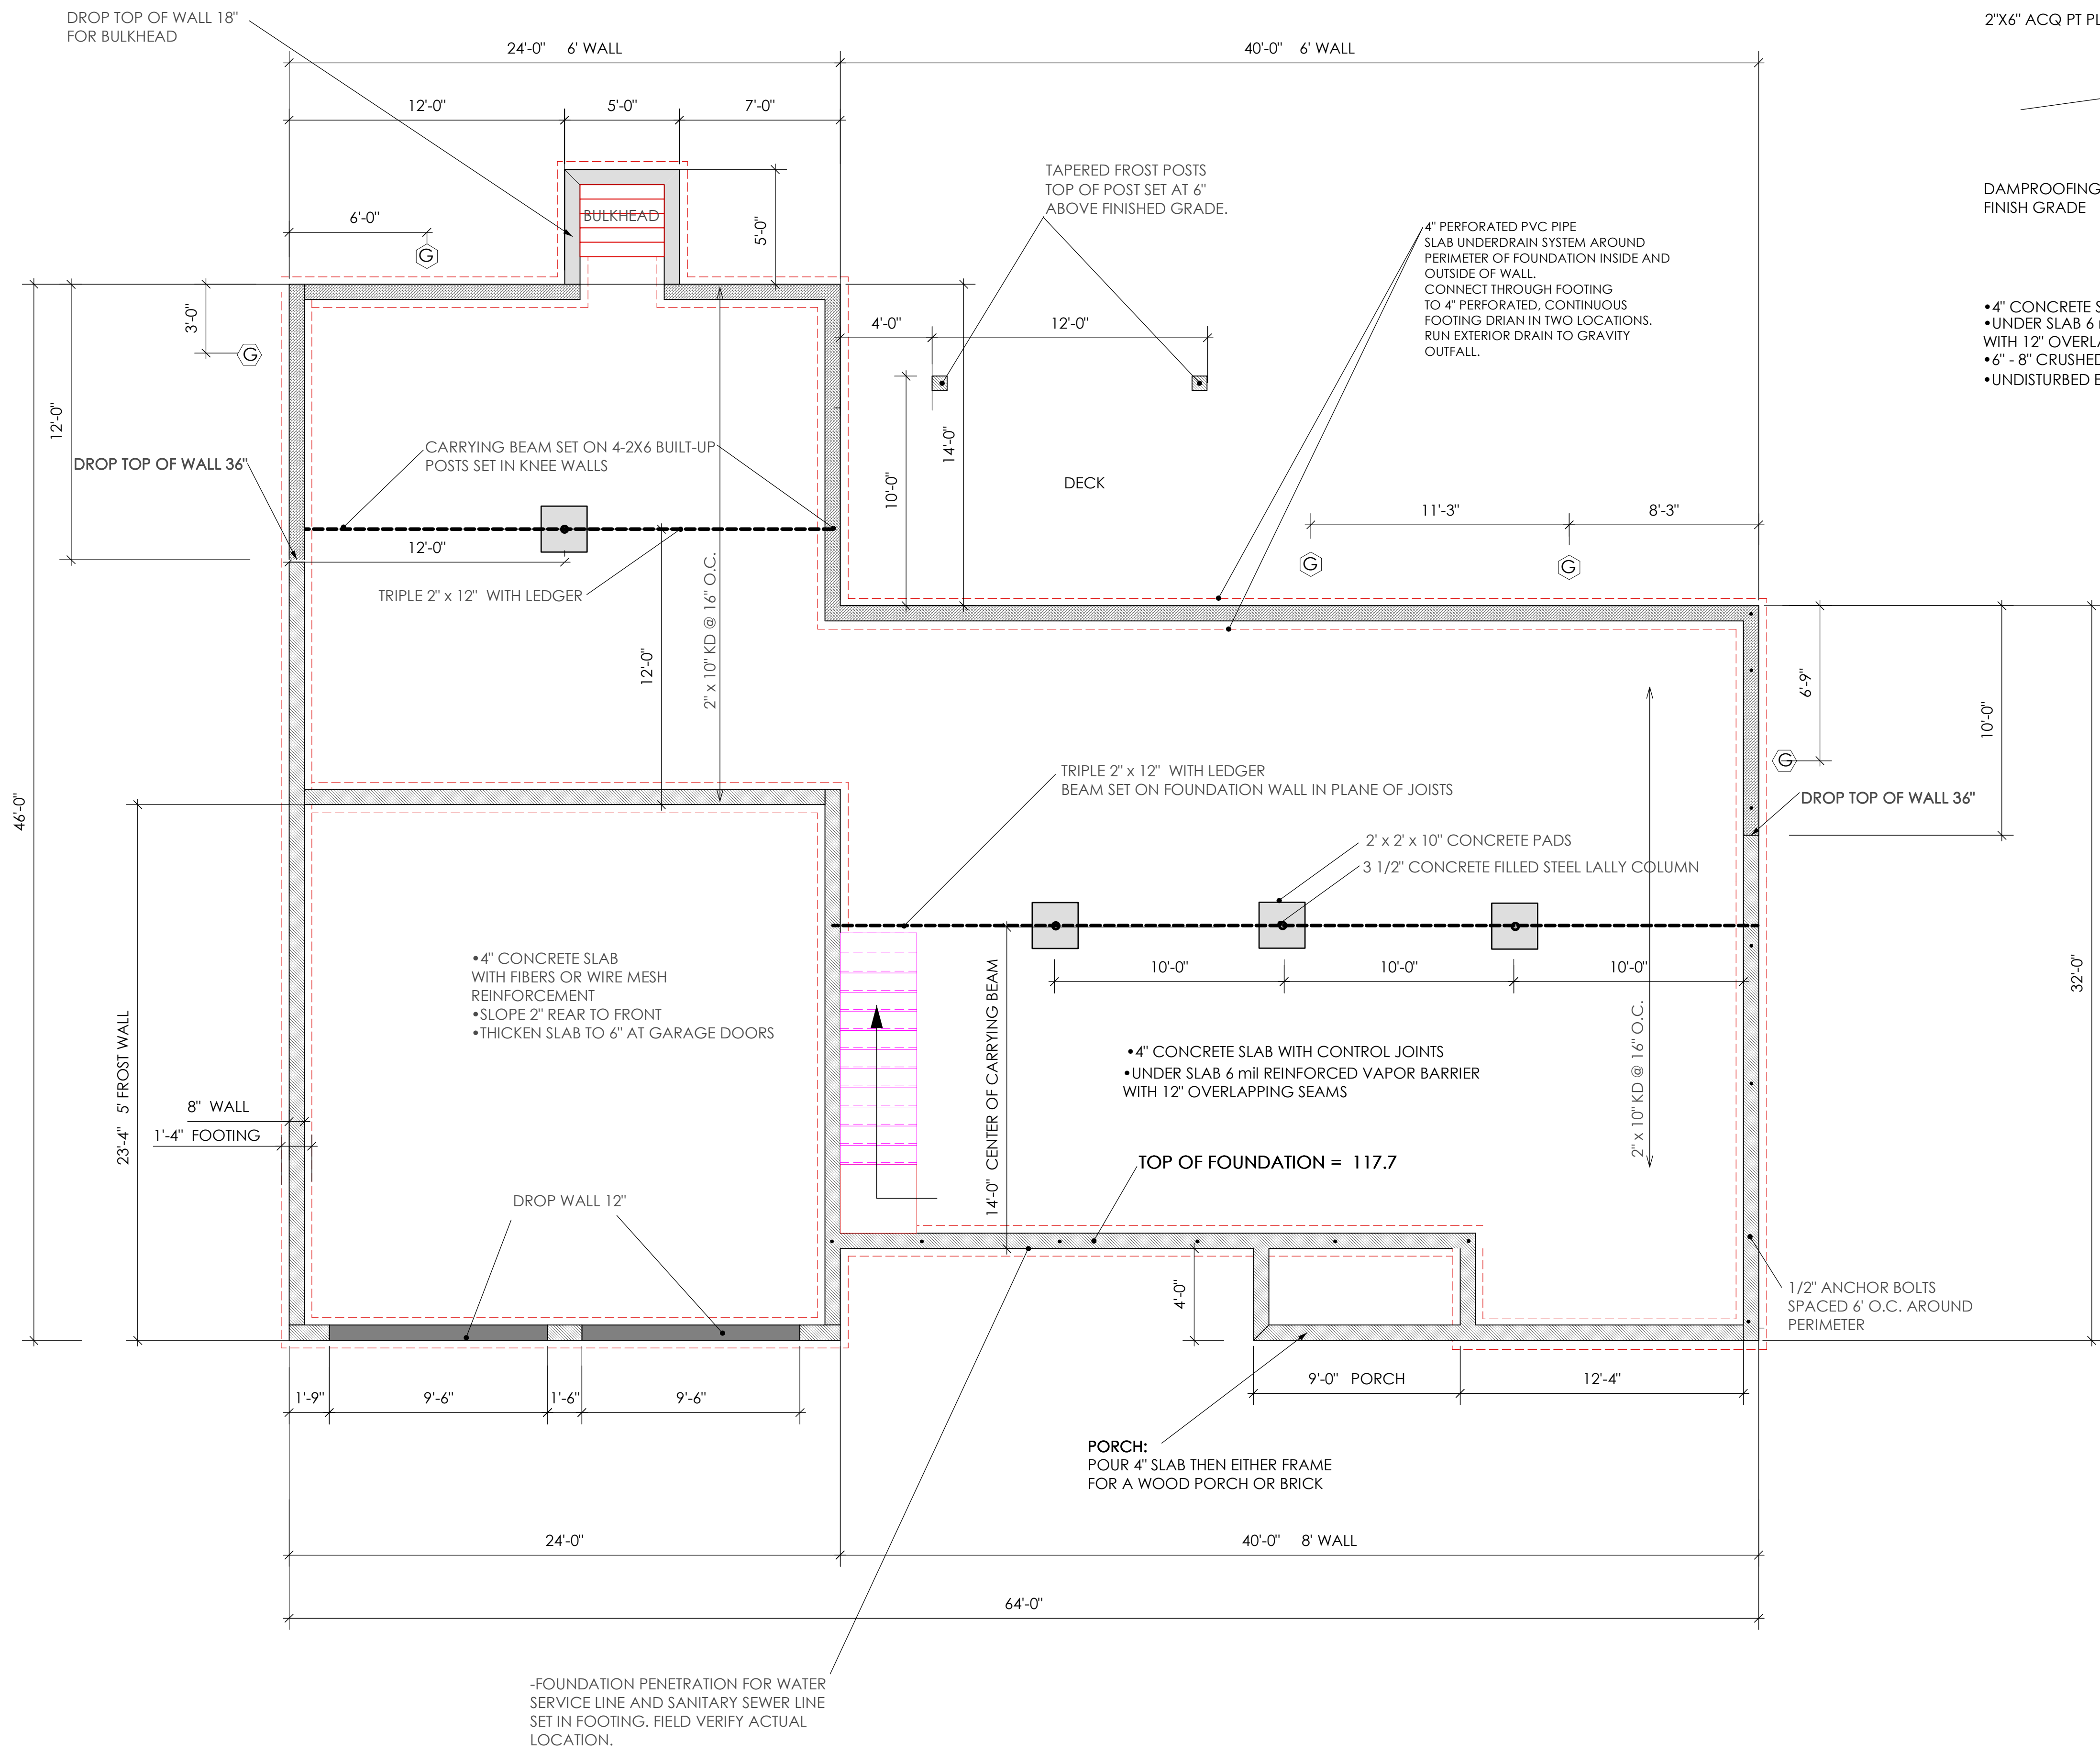 DROP TOP OF WALL 18"
FOR BULKHEAD
24'-0" 6' WALL
40'-0" 6' WALL
2"X6" ACQ PT PL
12'-0"
5'-0"
7'-0"
TAPERED FROST POSTS
TOP OF POST SET AT 6"
ABOVE FINISHED GRADE.
DAMPROOFING
FINISH GRADE
6'-0"
G
BULKHEAD
5'-0"
4" PERFORATED PVC PIPE
SLAB UNDERDRAIN SYSTEM AROUND
PERIMETER OF FOUNDATION INSIDE AND
OUTSIDE OF WALL.
CONNECT THROUGH FOOTING
TO 4" PERFORATED, CONTINUOUS
FOOTING DRIAN IN TWO LOCATIONS.
RUN EXTERIOR DRAIN TO GRAVITY
OUTFALL.
•4" CONCRETE S
•UNDER SLAB 6
WITH 12" OVERLA
•6" - 8" CRUSHED
•UNDISTURBED E
3'-0"
G
4'-0"
12'-0"
12'-0"
DROP TOP OF WALL 36"
CARRYING BEAM SET ON 4-2X6 BUILT-UP
POSTS SET IN KNEE WALLS
14'-0"
10'-0"
DECK
11'-3"
8'-3"
G
G
12'-0"
TRIPLE 2" x 12" WITH LEDGER
2" x 10" KD @ 16" O.C.
12'-0"
6'-9"
10'-0"
G
46'-0"
TRIPLE 2" x 12" WITH LEDGER
BEAM SET ON FOUNDATION WALL IN PLANE OF JOISTS
DROP TOP OF WALL 36"
2' x 2' x 10" CONCRETE PADS
3 1/2" CONCRETE FILLED STEEL LALLY COLUMN
•4" CONCRETE SLAB
WITH FIBERS OR WIRE MESH
REINFORCEMENT
•SLOPE 2" REAR TO FRONT
•THICKEN SLAB TO 6" AT GARAGE DOORS
10'-0"
10'-0"
10'-0"
32'-0"
14'-0" CENTER OF CARRYING BEAM
•4" CONCRETE SLAB WITH CONTROL JOINTS
•UNDER SLAB 6 mil REINFORCED VAPOR BARRIER
WITH 12" OVERLAPPING SEAMS
2" x 10" KD @ 16" O.C.
23'-4" 5' FROST WALL
8" WALL
1'-4" FOOTING
TOP OF FOUNDATION = 117.7
DROP WALL 12"
4'-0"
1/2" ANCHOR BOLTS
SPACED 6' O.C. AROUND
PERIMETER
1'-9"
9'-6"
1'-6"
9'-6"
9'-0" PORCH
12'-4"
PORCH:
POUR 4" SLAB THEN EITHER FRAME
FOR A WOOD PORCH OR BRICK
24'-0"
40'-0" 8' WALL
64'-0"
-FOUNDATION PENETRATION FOR WATER
SERVICE LINE AND SANITARY SEWER LINE
SET IN FOOTING. FIELD VERIFY ACTUAL
LOCATION.